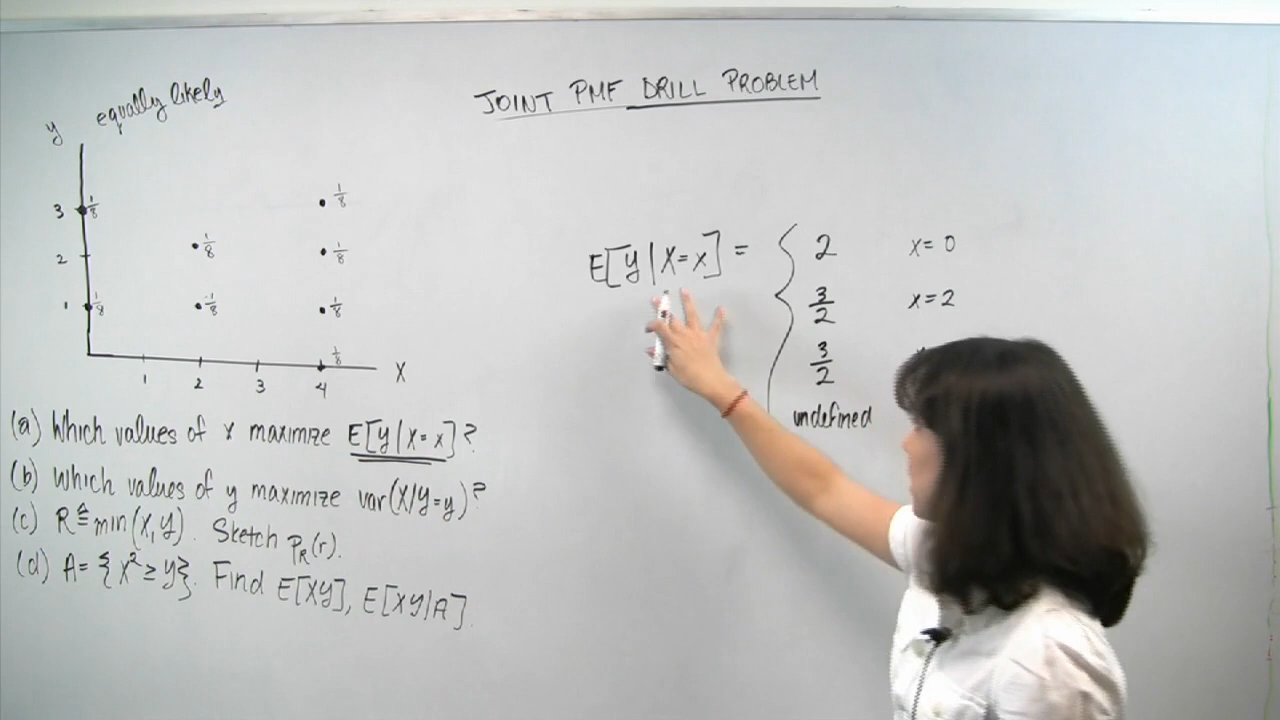 JOINT PMF DRILL PROBLEM
equally likely
y
3 1/8 1/8
2 1/8 1/8
1 1/8 1/8 1/8
1/8
1 2 3 4 X
(a) Which values of x maximize E[Y|X=x]?
(b) Which values of y maximize var(X|Y=y)?
(c) R ≜ min(X,Y). Sketch pR(r).
(d) A = {X² ≥ Y}. Find E[XY], E[XY|A].
E[Y|X=x] = {
2 x=0
3/2 x=2
3/2
undefined